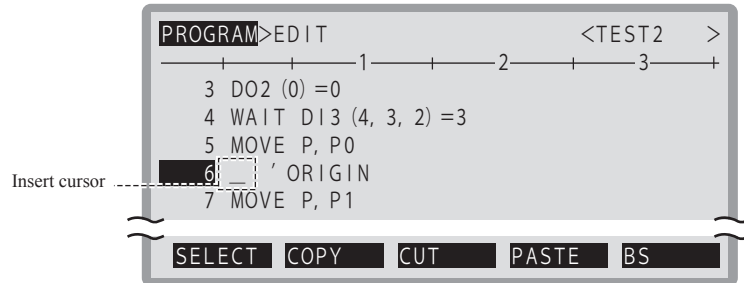 PROGRAM>EDIT <TEST2 >
1 2 3
3 DO2 (0) =0
4 WAIT DI3 (4, 3, 2) =3
5 MOVE P, P0
6 _ ' ORIGIN
Insert cursor
7 MOVE P, P1
SELECT COPY CUT PASTE BS